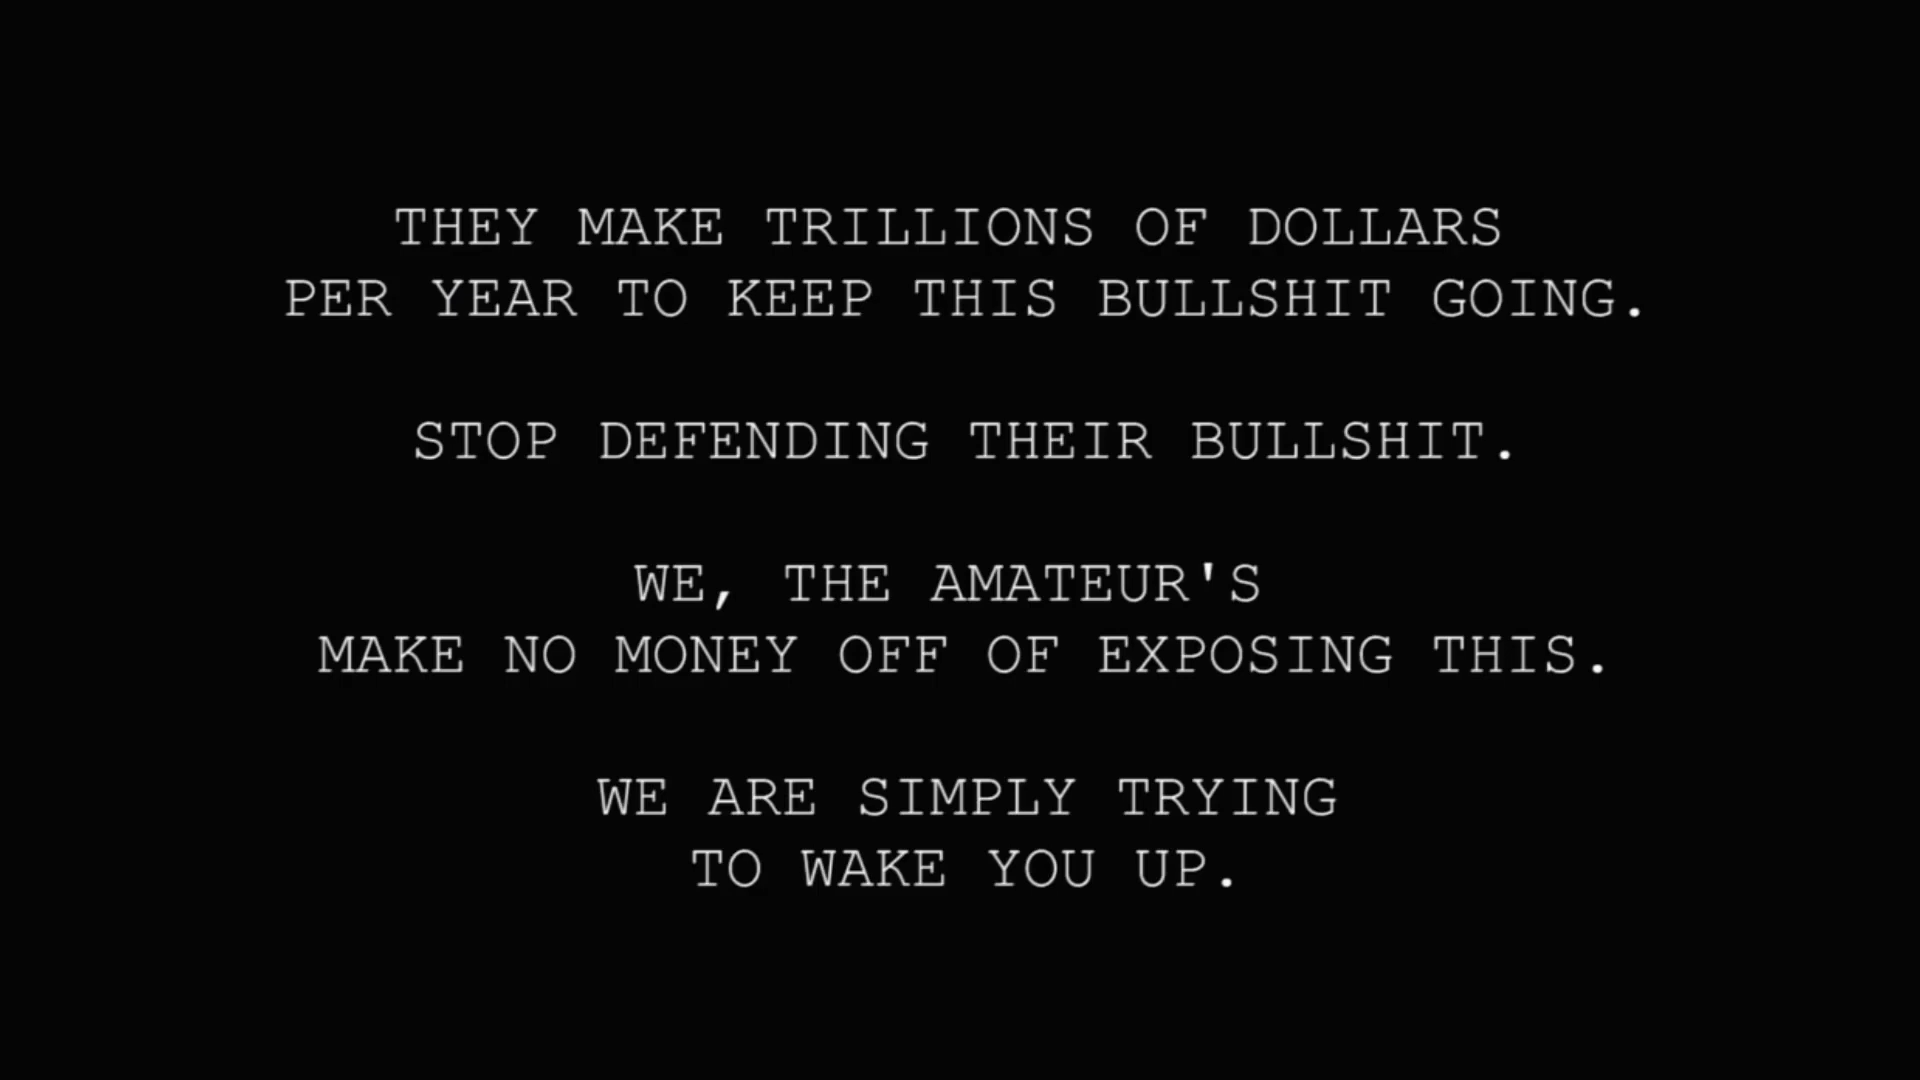 THEY MAKE TRILLIONS OF DOLLARS
PER YEAR TO KEEP THIS BULLSHIT GOING.
STOP DEFENDING THEIR BULLSHIT.
WE, THE AMATEUR'S
MAKE NO MONEY OFF OF EXPOSING THIS.
WE ARE SIMPLY TRYING
TO WAKE YOU UP.